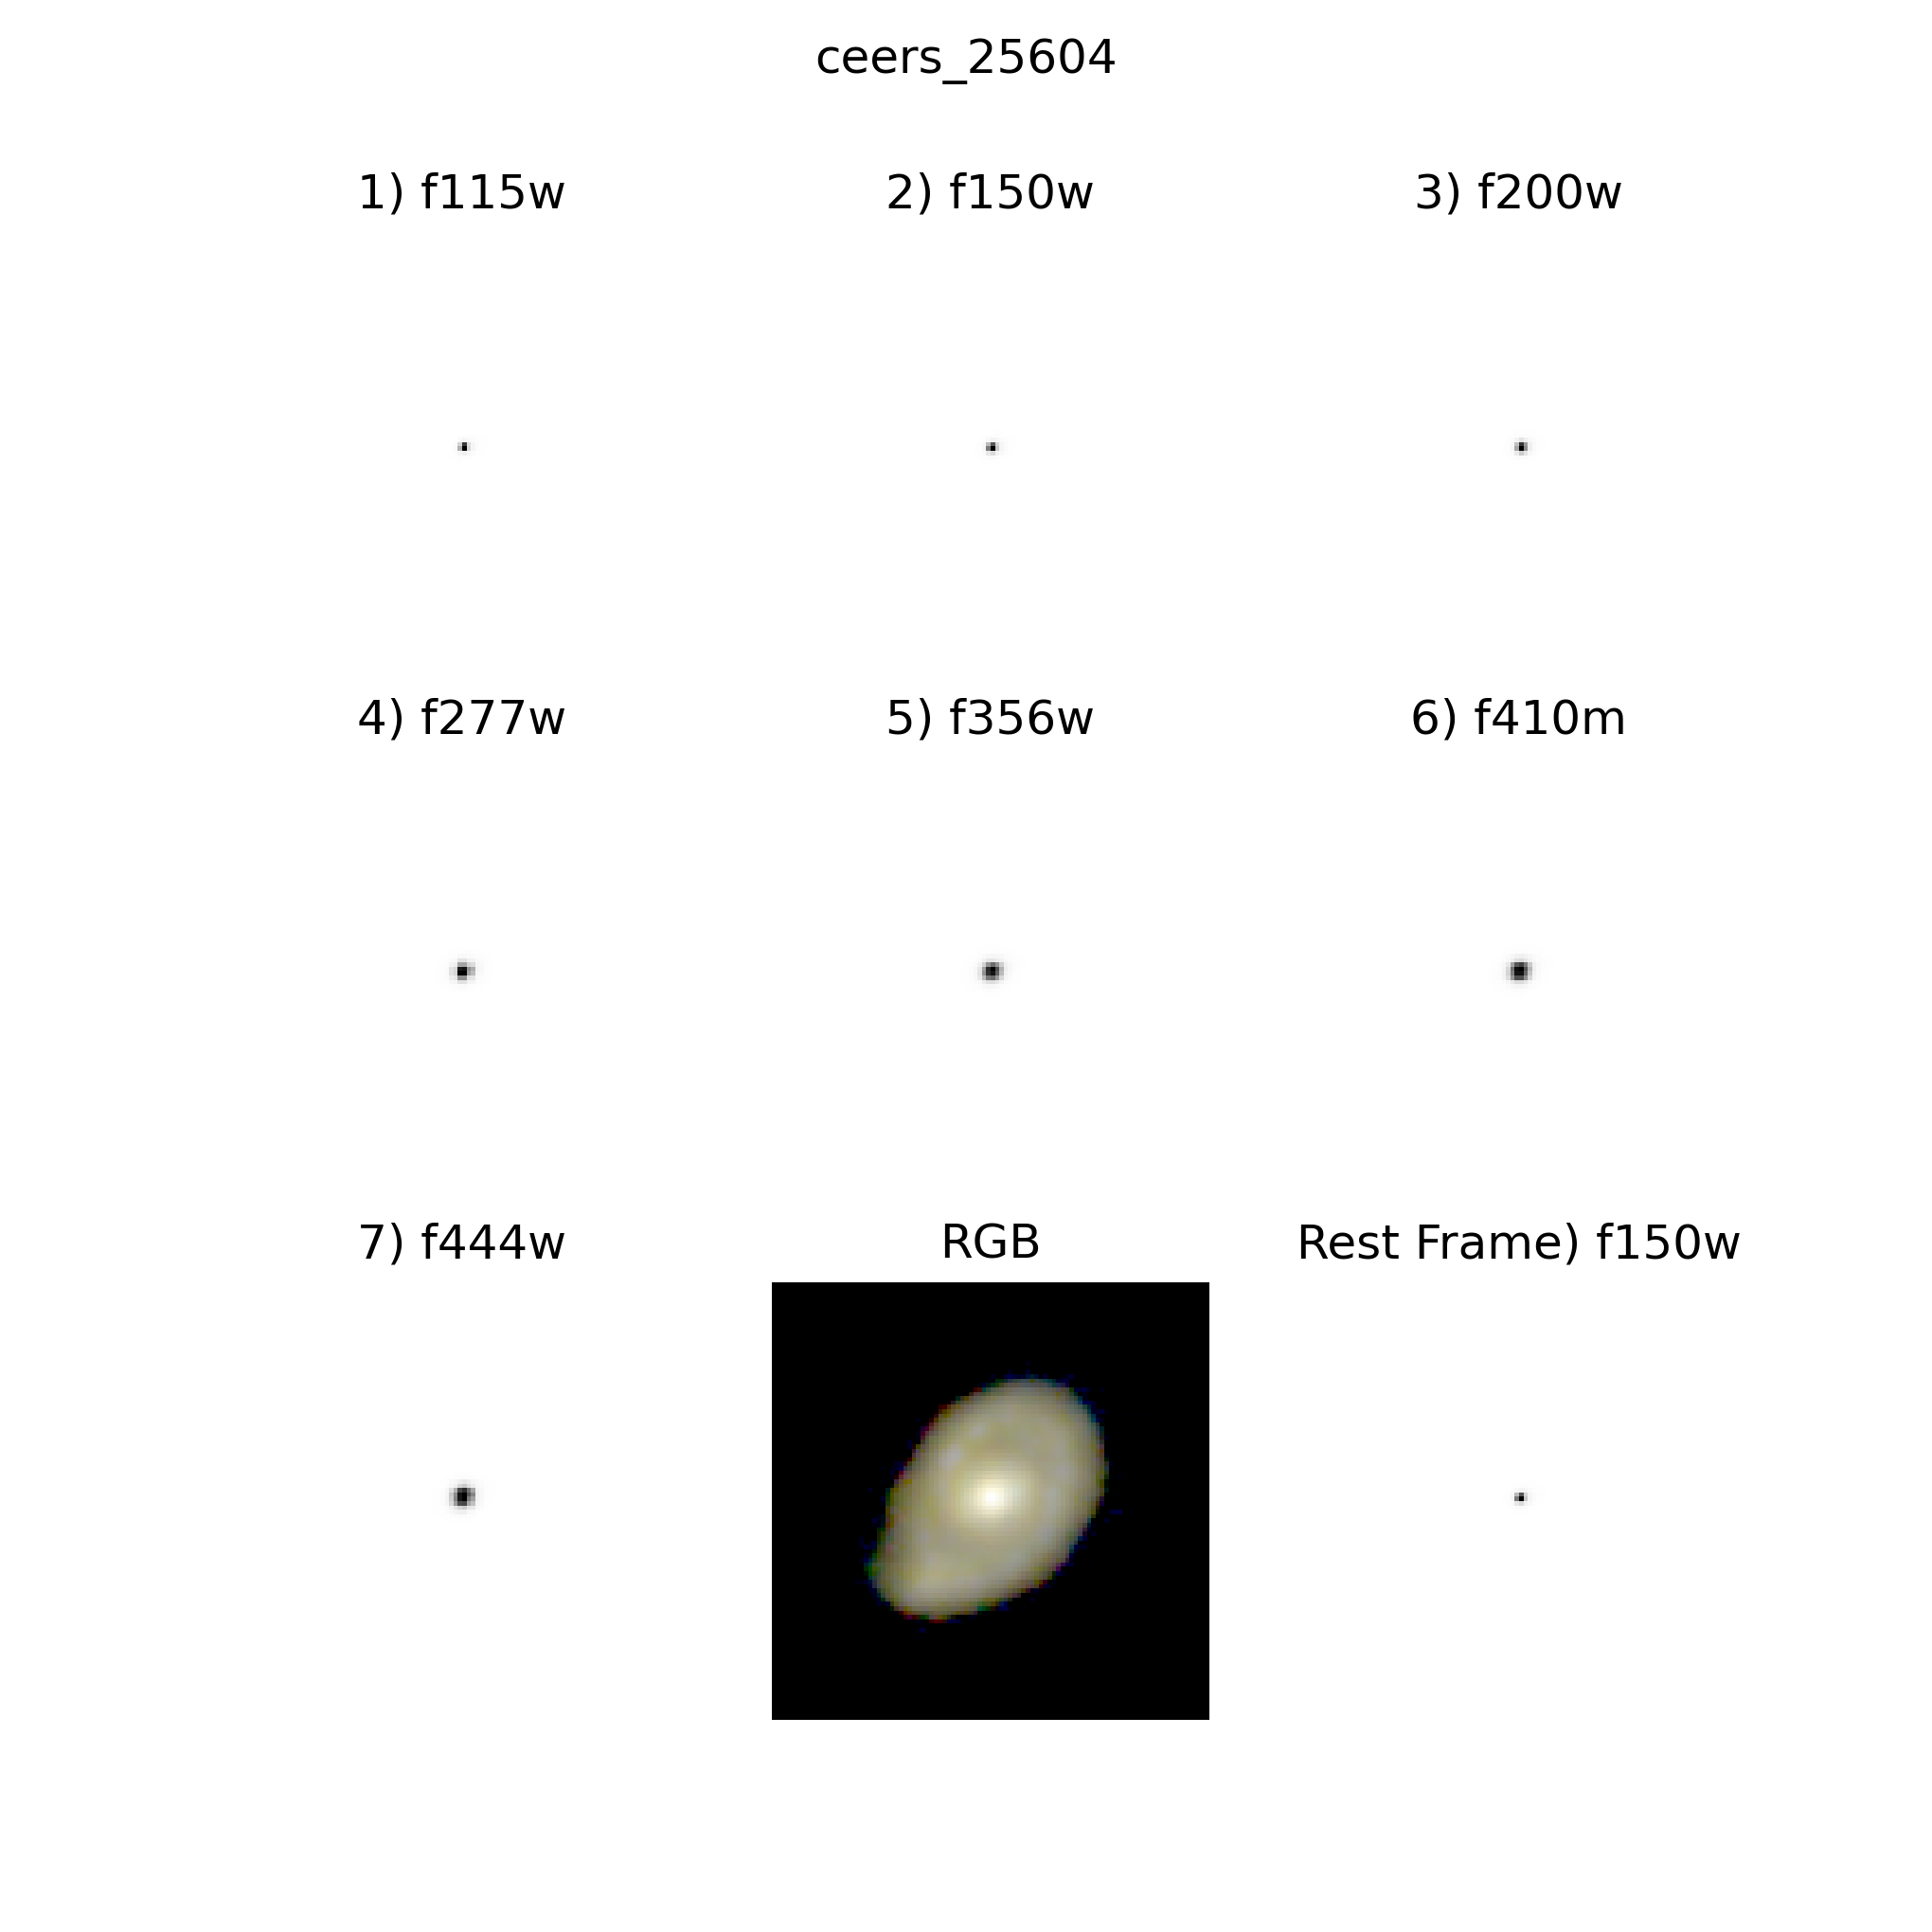 ceers_25604
1) f115w
2) f150w
3) f200w
4) f277w
5) f356w
6) f410m
7) f444w
RGB
Rest Frame) f150w